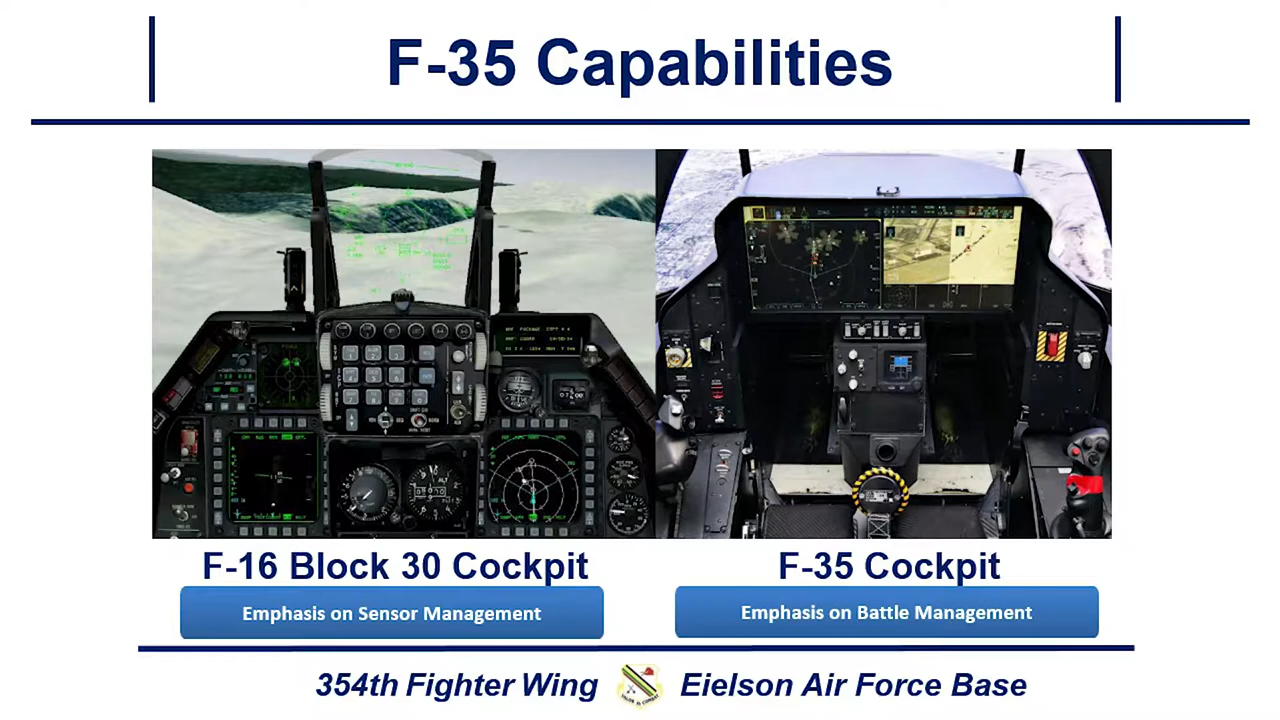 F-35 Capabilities
F-16 Block 30 Cockpit
F-35 Cockpit
Emphasis on Sensor Management
Emphasis on Battle Management
354th Fighter Wing
Eielson Air Force Base